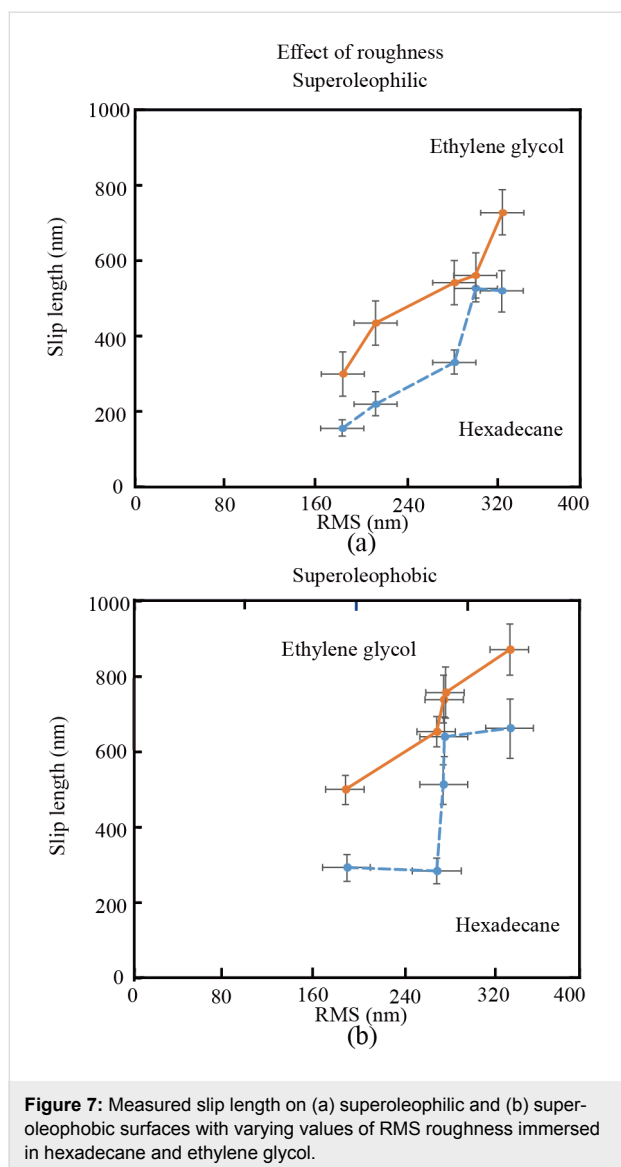 Effect of roughness
Superoleophilic
1000
800
600
400
200
0
Slip length (nm)
Ethylene glycol
Hexadecane
0 80 160 240 320 400
RMS (nm)
(a)
Superoleophobic
1000
800
600
400
200
0
Slip length (nm)
Ethylene glycol
Hexadecane
0 80 160 240 320 400
RMS (nm)
(b)
Figure 7: Measured slip length on (a) superoleophilic and (b) super-
oleophobic surfaces with varying values of RMS roughness immersed
in hexadecane and ethylene glycol.